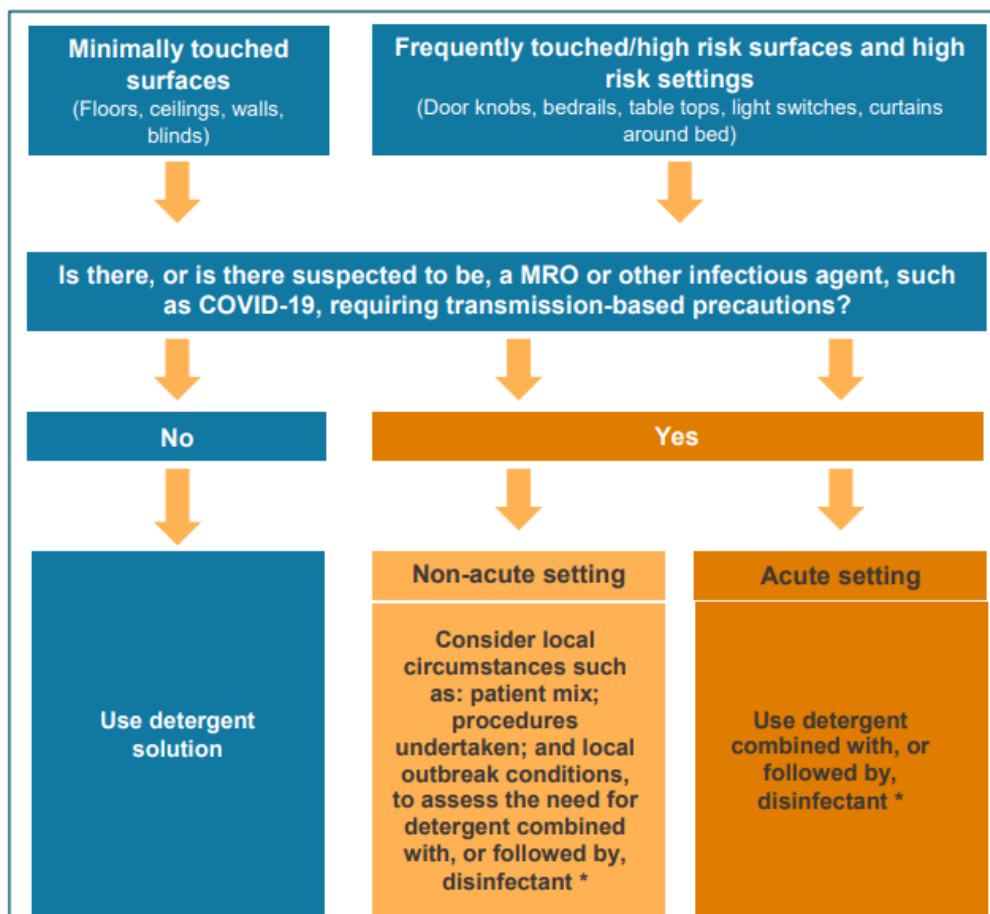 Minimally touched
surfaces
(Floors, ceilings, walls,
blinds)
Frequently touched/high risk surfaces and high
risk settings
(Door knobs, bedrails, table tops, light switches, curtains
around bed)
Is there, or is there suspected to be, a MRO or other infectious agent, such
as COVID-19, requiring transmission-based precautions?
No
Yes
Use detergent
solution
Non-acute setting
Consider local
circumstances such
as: patient mix;
procedures
undertaken; and local
outbreak conditions,
to assess the need for
detergent combined
with, or followed by,
disinfectant *
Acute setting
Use detergent
combined with, or
followed by,
disinfectant *